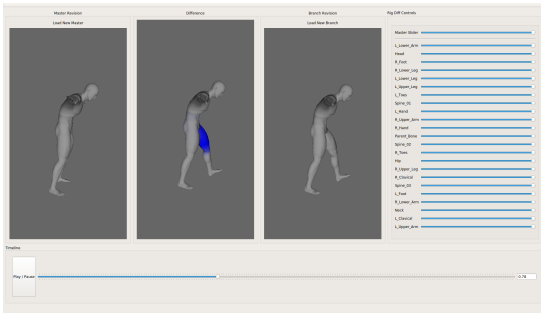 Master Revision
Difference
Branch Revision
Rig Diff Controls
Load New Master
Load New Branch
Master Slider
L_Lower_Arm
Head
R_Foot
R_Lower_Leg
L_Lower_Leg
L_Upper_Leg
L_Toes
Spine_01
L_Hand
R_Upper_Arm
R_Hand
Parent_Bone
Spine_02
R_Toes
Hip
R_Upper_Leg
R_Clavical
Spine_03
L_Foot
R_Lower_Arm
Neck
L_Clavical
L_Upper_Arm
Timeline
Play | Pause
0.78